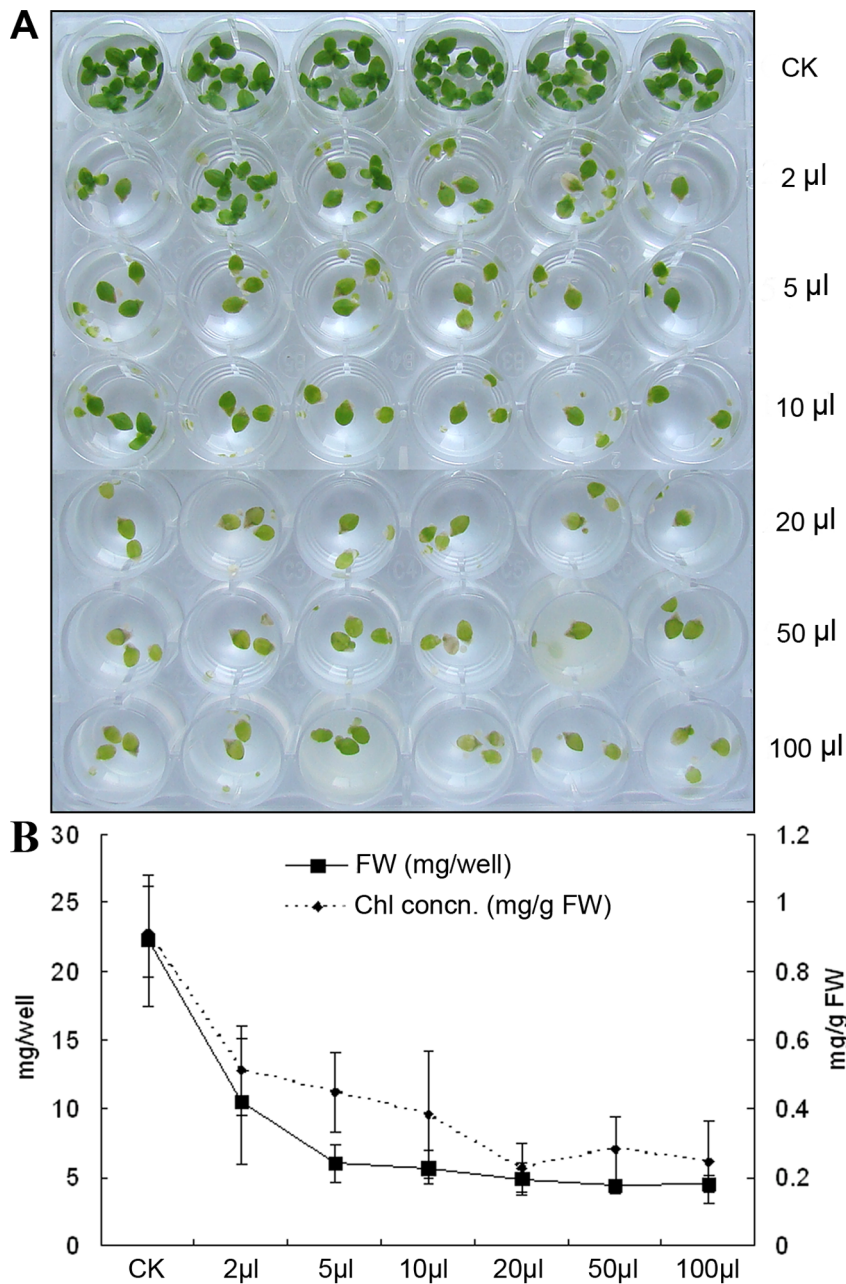 A
CK
2 µl
5 µl
10 µl
20 µl
50 µl
100 µl
B
30
25
20
15
10
5
0
mg/well
FW (mg/well)
Chl concn. (mg/g FW)
1.2
1
0.8
0.6
0.4
0.2
0
mg/g FW
CK 2µl 5µl 10µl 20µl 50µl 100µl